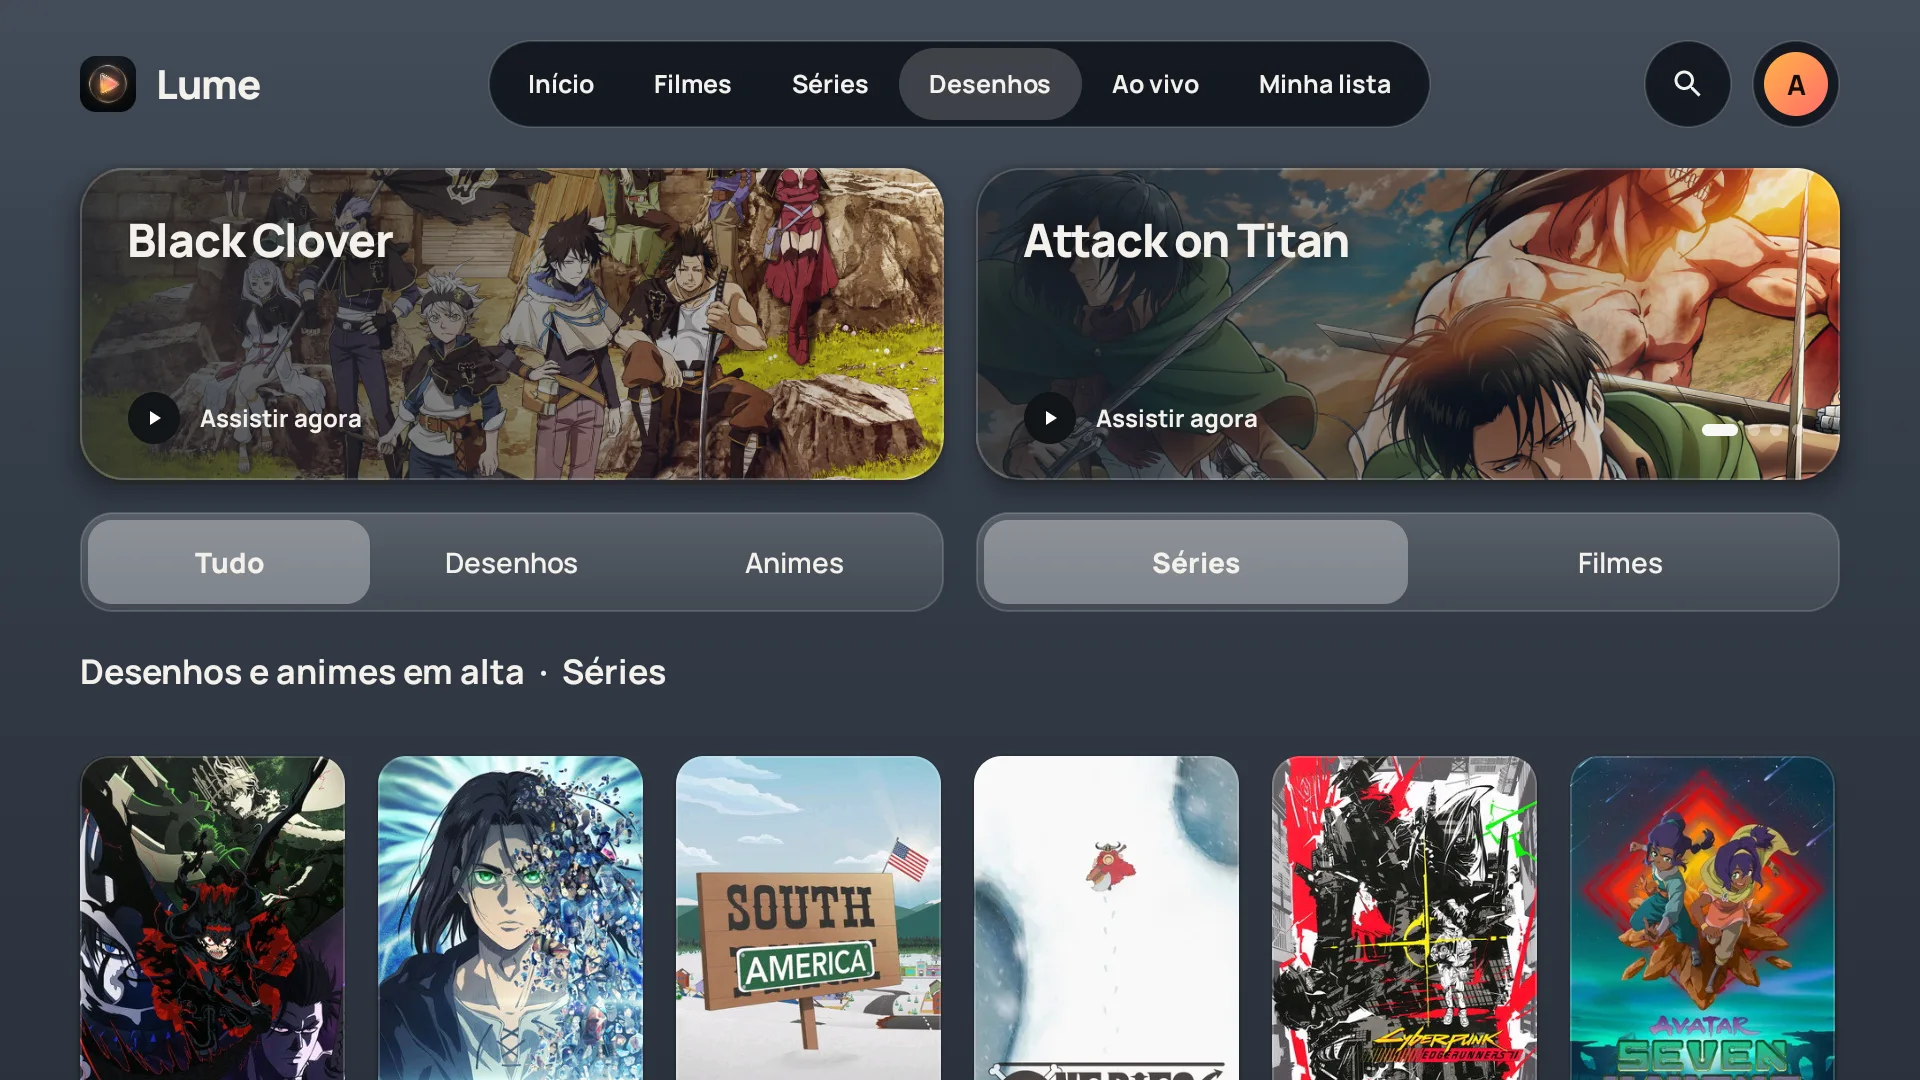 Lume
Início
Filmes
Séries
Desenhos
Ao vivo
Minha lista
A
Black Clover
Assistir agora
Attack on Titan
Assistir agora
Tudo
Desenhos
Animes
Séries
Filmes
Desenhos e animes em alta · Séries
SOUTH
AMERICA
CYBERPUNK
EDGERUNNERS
AVATAR
SEVEN